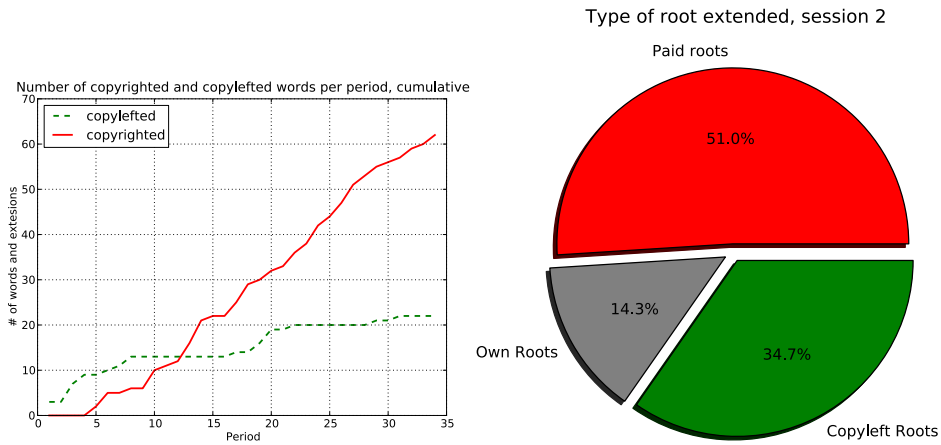 Number of copyrighted and copylefted words per period, cumulative
70
60
50
40
30
20
10
0
# of words and extesions
copylefted
copyrighted
0 5 10 15 20 25 30 35
Period
Type of root extended, session 2
Paid roots
51.0%
14.3%
Own Roots
34.7%
Copyleft Roots